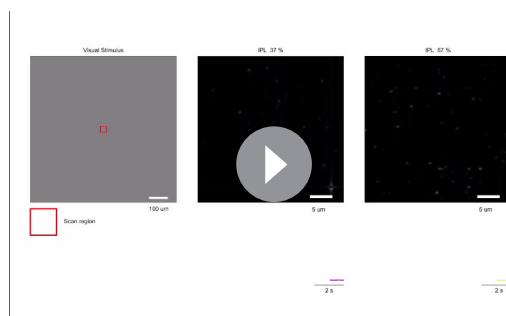 Visual Stimulus
IPL 37 %
IPL 57 %
100 um
5 um
5 um
Scan region
2 s
2 s